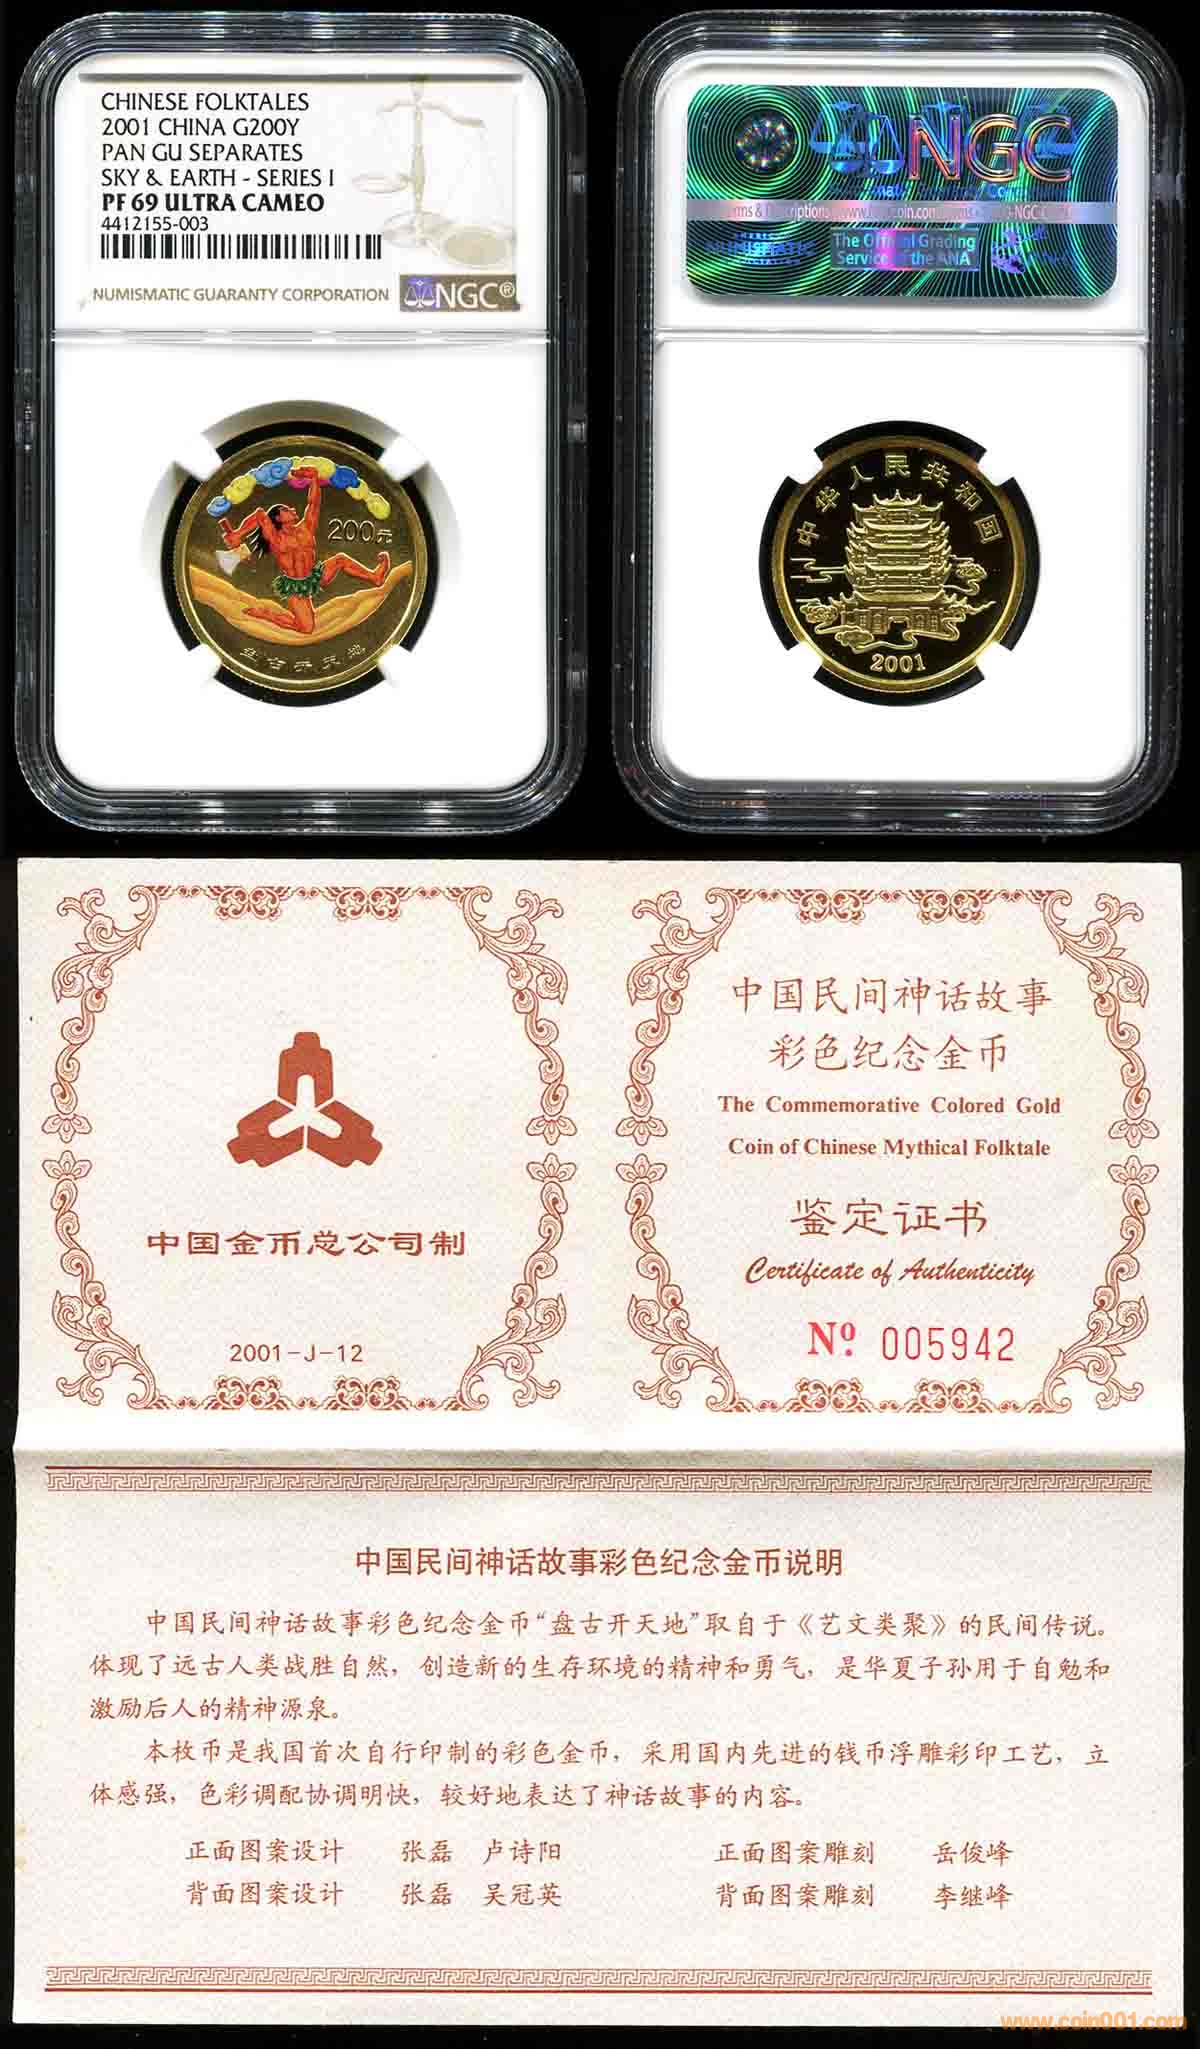 CHINESE FOLKTALES
2001 CHINA G200Y
PAN GU SEPARATES
SKY & EARTH - SERIES I
PF 69 ULTRA CAMEO
4412155-003
NUMISMATIC GUARANTY CORPORATION NGC®
NGC
NUMISMATIC
The Official Grading
Service of the ANA
200元
盘古开天地
中华人民共和国
2001
中国金币总公司制
2001-J-12
中国民间神话故事
彩色纪念金币
The Commemorative Colored Gold
Coin of Chinese Mythical Folktale
鉴定证书
Certificate of Authenticity
Nº. 005942
中国民间神话故事彩色纪念金币说明
中国民间神话故事彩色纪念金币“盘古开天地”取自于《艺文类聚》的民间传说。
体现了远古人类战胜自然，创造新的生存环境的精神和勇气，是华夏子孙用于自勉和
激励后人的精神源泉。
本枚币是我国首次自行印制的彩色金币，采用国内先进的钱币浮雕彩印工艺，立
体感强，色彩调配协调明快，较好地表达了神话故事的内容。
正面图案设计 张磊 卢诗阳 正面图案雕刻 岳俊峰
背面图案设计 张磊 吴冠英 背面图案雕刻 李继峰
www.coin001.com